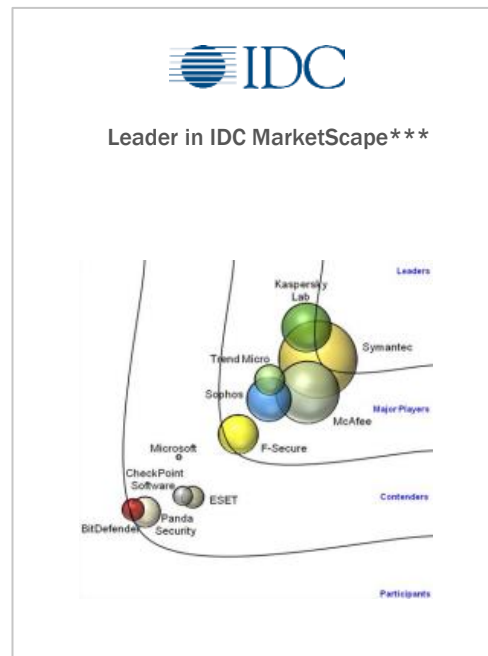 IDC
Leader in IDC MarketScape***
Leaders
Kaspersky
Lab
Symantec
Trend Micro
Sophos
Major Players
McAfee
F-Secure
Microsoft
CheckPoint
Software
ESET
Contenders
BitDefender
Panda
Security
Participants